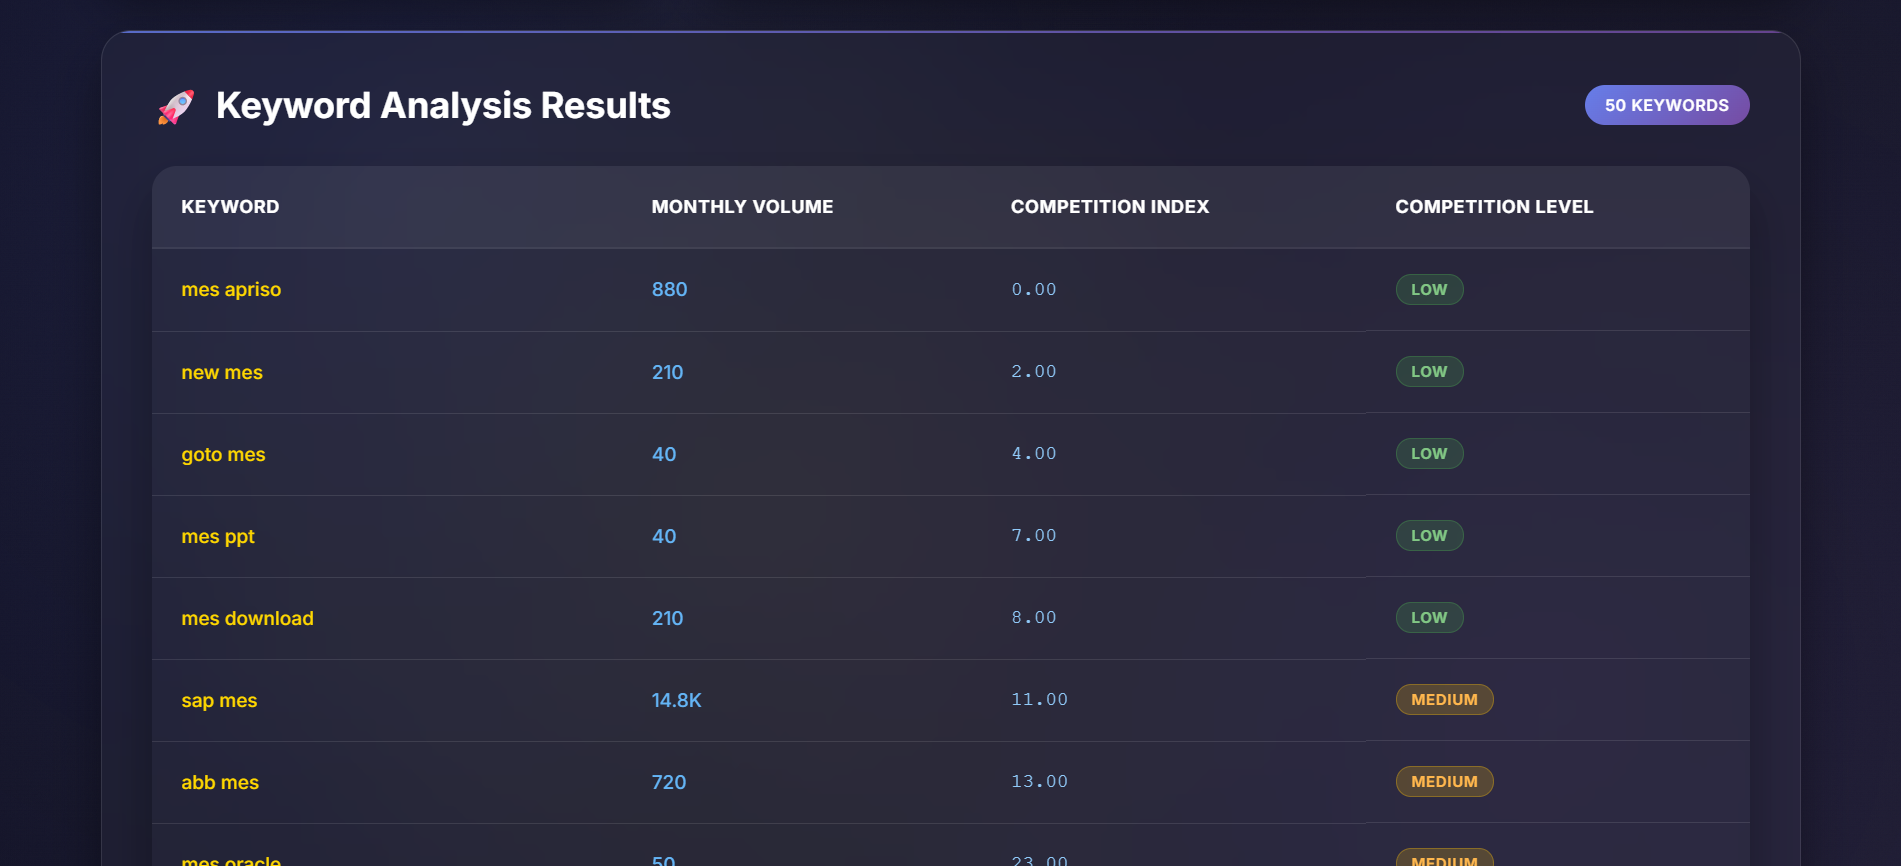 🚀 Keyword Analysis Results
50 KEYWORDS
KEYWORD MONTHLY VOLUME COMPETITION INDEX COMPETITION LEVEL
mes apriso 880 0.00 LOW
new mes 210 2.00 LOW
goto mes 40 4.00 LOW
mes ppt 40 7.00 LOW
mes download 210 8.00 LOW
sap mes 14.8K 11.00 MEDIUM
abb mes 720 13.00 MEDIUM
mes oracle 50 23.00 MEDIUM